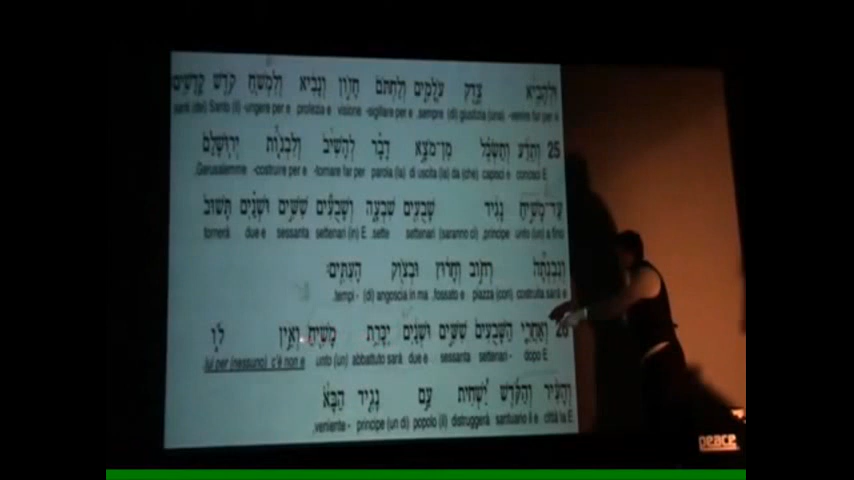 וּלְהָבִיא צֶדֶק עֹלָמִים וְלַחְתֹּם חָזוֹן וְנָבִיא וְלִמְשֹׁחַ קֹדֶשׁ קָדָשִׁים׃
-venire far per e (una) giustizia (di) sempre, -sigillare per e visione profezia e -ungere per e (il) Santo (dei) santi
25 וְתֵדַע וְתַשְׂכֵּל מִן־מֹצָא דָבָר לְהָשִׁיב וְלִבְנוֹת יְרוּשָׁלִַם
E conosci e capisci (che) da (la) uscita di (la) parola -tornare far per -costruire per e Gerusalemme
עַד־מָשִׁיחַ נָגִיד שָׁבֻעִים שִׁבְעָה וְשָׁבֻעִים שִׁשִּׁים וּשְׁנַיִם תָּשׁוּב
fino a (un) unto principe, (ci saranno) settenari sette. E (in) settenari sessanta e due tornerà
וְנִבְנְתָה רְחוֹב וְחָרוּץ וּבְצוֹק הָעִתִּים׃
e sarà costruita (con) piazza e fossato, ma in angoscia (di) - tempi.
26 וְאַחֲרֵי הַשָּׁבֻעִים שִׁשִּׁים וּשְׁנַיִם יִכָּרֵת מָשִׁיחַ וְאֵין לוֹ
E dopo - settenari sessanta e due sarà abbattuto (un) unto e non c'è (nessuno) per lui
וְהָעִיר וְהַקֹּדֶשׁ יַשְׁחִית עַם נָגִיד הַבָּא
E la città e il santuario distruggerà (il) popolo (di un) principe - veniente,
peace